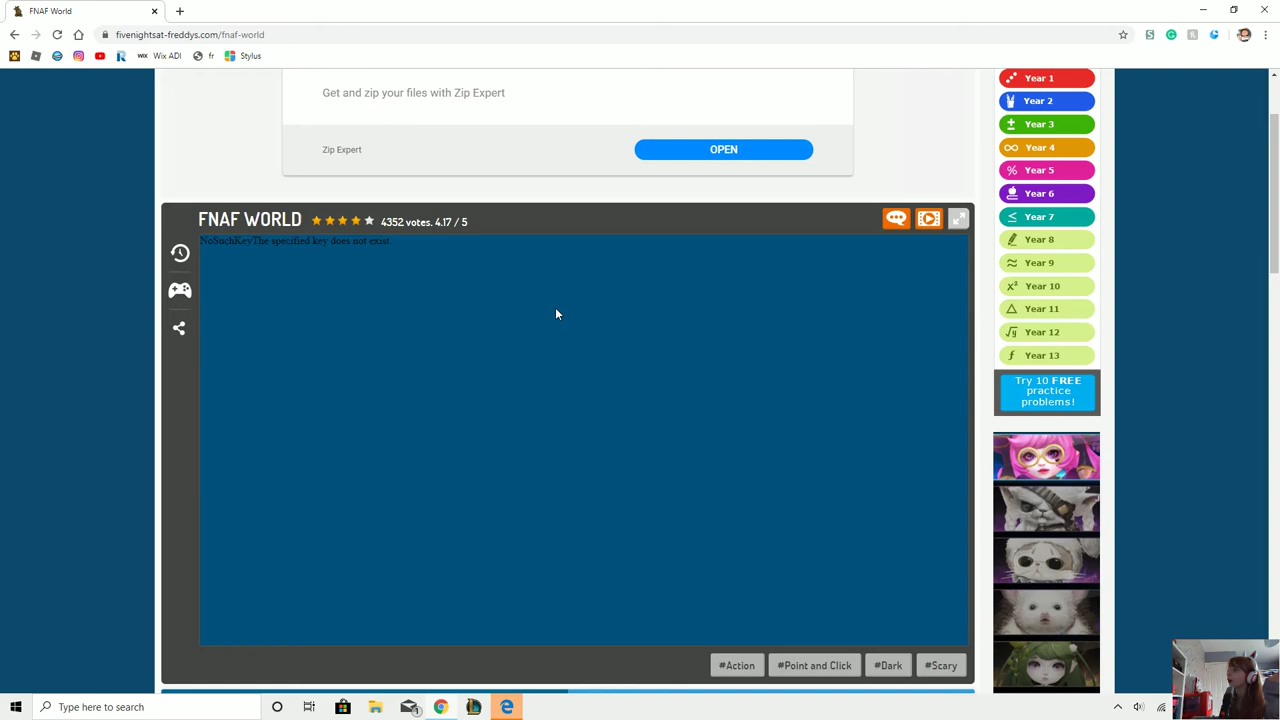 FNAF World
fivenightsat-freddys.com/fnaf-world
Wix ADI
fr
Stylus
Get and zip your files with Zip Expert
Zip Expert
OPEN
FNAF WORLD
4352 votes. 4.17 / 5
NoSuchKeyThe specified key does not exist.
#Action
#Point and Click
#Dark
#Scary
Year 1
Year 2
Year 3
Year 4
Year 5
Year 6
Year 7
Year 8
Year 9
Year 10
Year 11
Year 12
Year 13
Try 10 FREE
practice
problems!
Type here to search